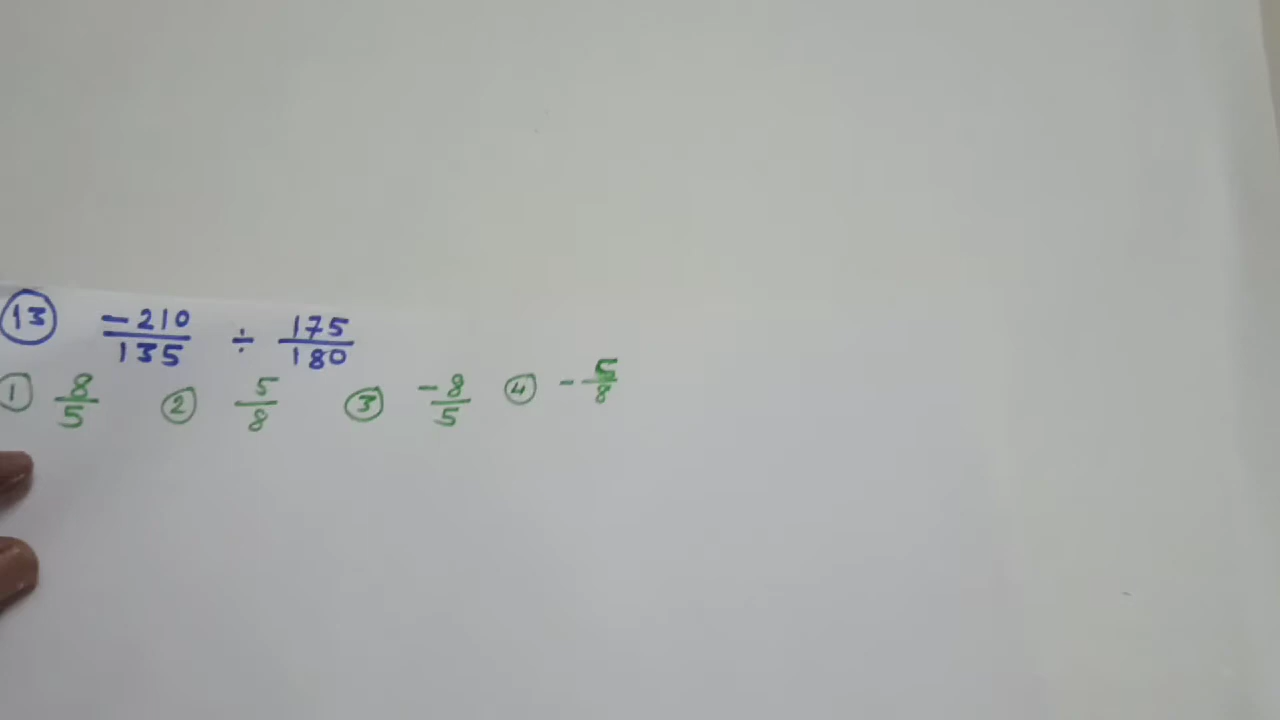 ⑬ -210/135 ÷ 175/180
① 8/5 ② 5/8 ③ -8/5 ④ -5/8